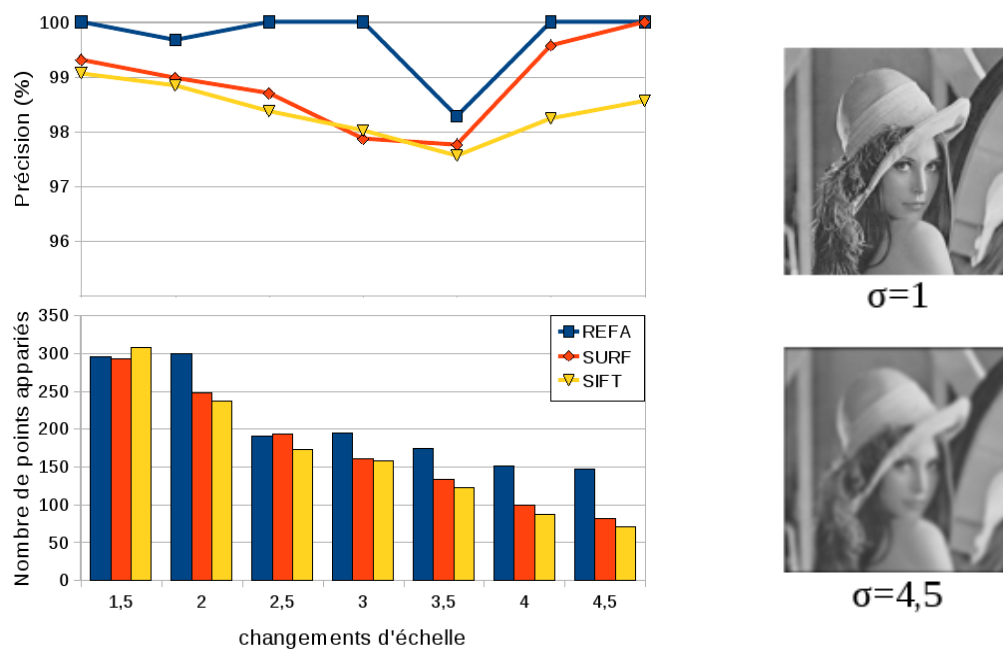 Précision (%)
100
99
98
97
96
Nombre de points appariés
350
300
250
200
150
100
50
0
REFA
SURF
SIFT
1,5 2 2,5 3 3,5 4 4,5
changements d'échelle
σ=1
σ=4,5